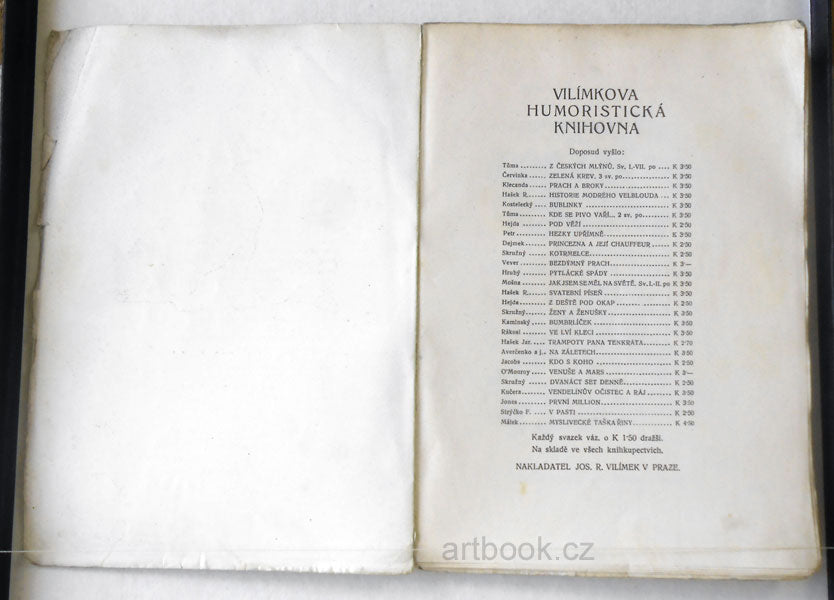 VILÍMKOVA
HUMORISTICKÁ
KNIHOVNA
Doposud vyšlo:
Tůma ........ Z ČESKÝCH MLÝNŮ. Sv. I.-VII. po .... K 3·50
Červinka ...... ZELENÁ KREV. 3 sv. po ........ K 3·50
Klecanda ...... PRACH A BROKY ........ K 3·50
Hašek R. ...... HISTORIE MODRÉHO VELBLOUDA ... K 3·50
Kostelecký .... BUBLINKY ........ K 3·50
Tůma ........ KDE SE PIVO VAŘÍ... 2 sv. po ........ K 3·50
Hejda ........ POD VĚŽÍ ........ K 2·50
Petr ........ HEZKY UPŘÍMNĚ ........ K 3·50
Dejmek ....... PRINCEZNA A JEJÍ CHAUFFEUR ....... K 2·50
Skružný ..... KOTRMELCE ........ K 2·50
Vever ........ BEZDÝMNÝ PRACH ........ K 3·—
Hrubý ....... PYTLÁCKÉ SPÁDY ........ K 3·50
Mošna ....... JAK JSEM SE MĚL NA SVĚTĚ. Sv. I.-II. po K 3·50
Hašek R. ..... SVATEBNÍ PÍSEŇ ........ K 3·50
Hejda ........ Z DEŠTĚ POD OKAP ........ K 2·50
Skružný ...... ŽENY A ŽENUŠKY ........ K 3·50
Kaminský ..... BUMBRLÍČEK ........ K 3·50
Rákosí ....... VE LVÍ KLECI ........ K 3·50
Hašek Jar. .... TRAMPOTY PANA TENKRÁTA ........ K 2·70
Averčenko a j. .. NA ZÁLETECH ........ K 3·50
Jacobs ....... KDO S KOHO ........ K 2·50
O'Mourny ..... VENUŠE A MARS ........ K 3·—
Skružný ..... DVANÁCT SET DENNĚ ........ K 2·50
Kučera ....... VENDELÍNŮV OČISTEC A RÁJ ....... K 3·50
Jonos ........ PRVNÍ MILLION ........ K 3·50
Strýčko F. .... V PASTI ........ K 2·50
Málek ....... MYSLIVECKÉ TAŠKAŘINY ........ K 4·50
Každý svazek váz. o K 1·50 dražší.
Na skladě ve všech knihkupectvích.
NAKLADATEL JOS. R. VILÍMEK V PRAZE.
artbook.cz